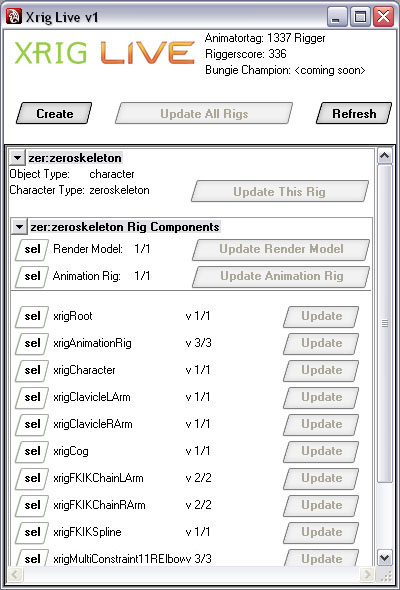 Xrig Live v1
XRIG LIVE
Animatortag: 1337 Rigger
Riggerscore: 336
Bungie Champion: <coming soon>
Create
Update All Rigs
Refresh
zer:zeroskeleton
Object Type: character
Character Type: zeroskeleton
Update This Rig
zer:zeroskeleton Rig Components
sel Render Model: 1/1 Update Render Model
sel Animation Rig: 1/1 Update Animation Rig
sel xrigRoot v 1/1 Update
sel xrigAnimationRig v 3/3 Update
sel xrigCharacter v 1/1 Update
sel xrigClavicleLArm v 1/1 Update
sel xrigClavicleRArm v 1/1 Update
sel xrigCog v 1/1 Update
sel xrigFKIKChainLArm v 2/2 Update
sel xrigFKIKChainRArm v 2/2 Update
sel xrigFKIKSpline v 1/1 Update
sel xrigMultiConstraint11RElbow v 3/3 Update